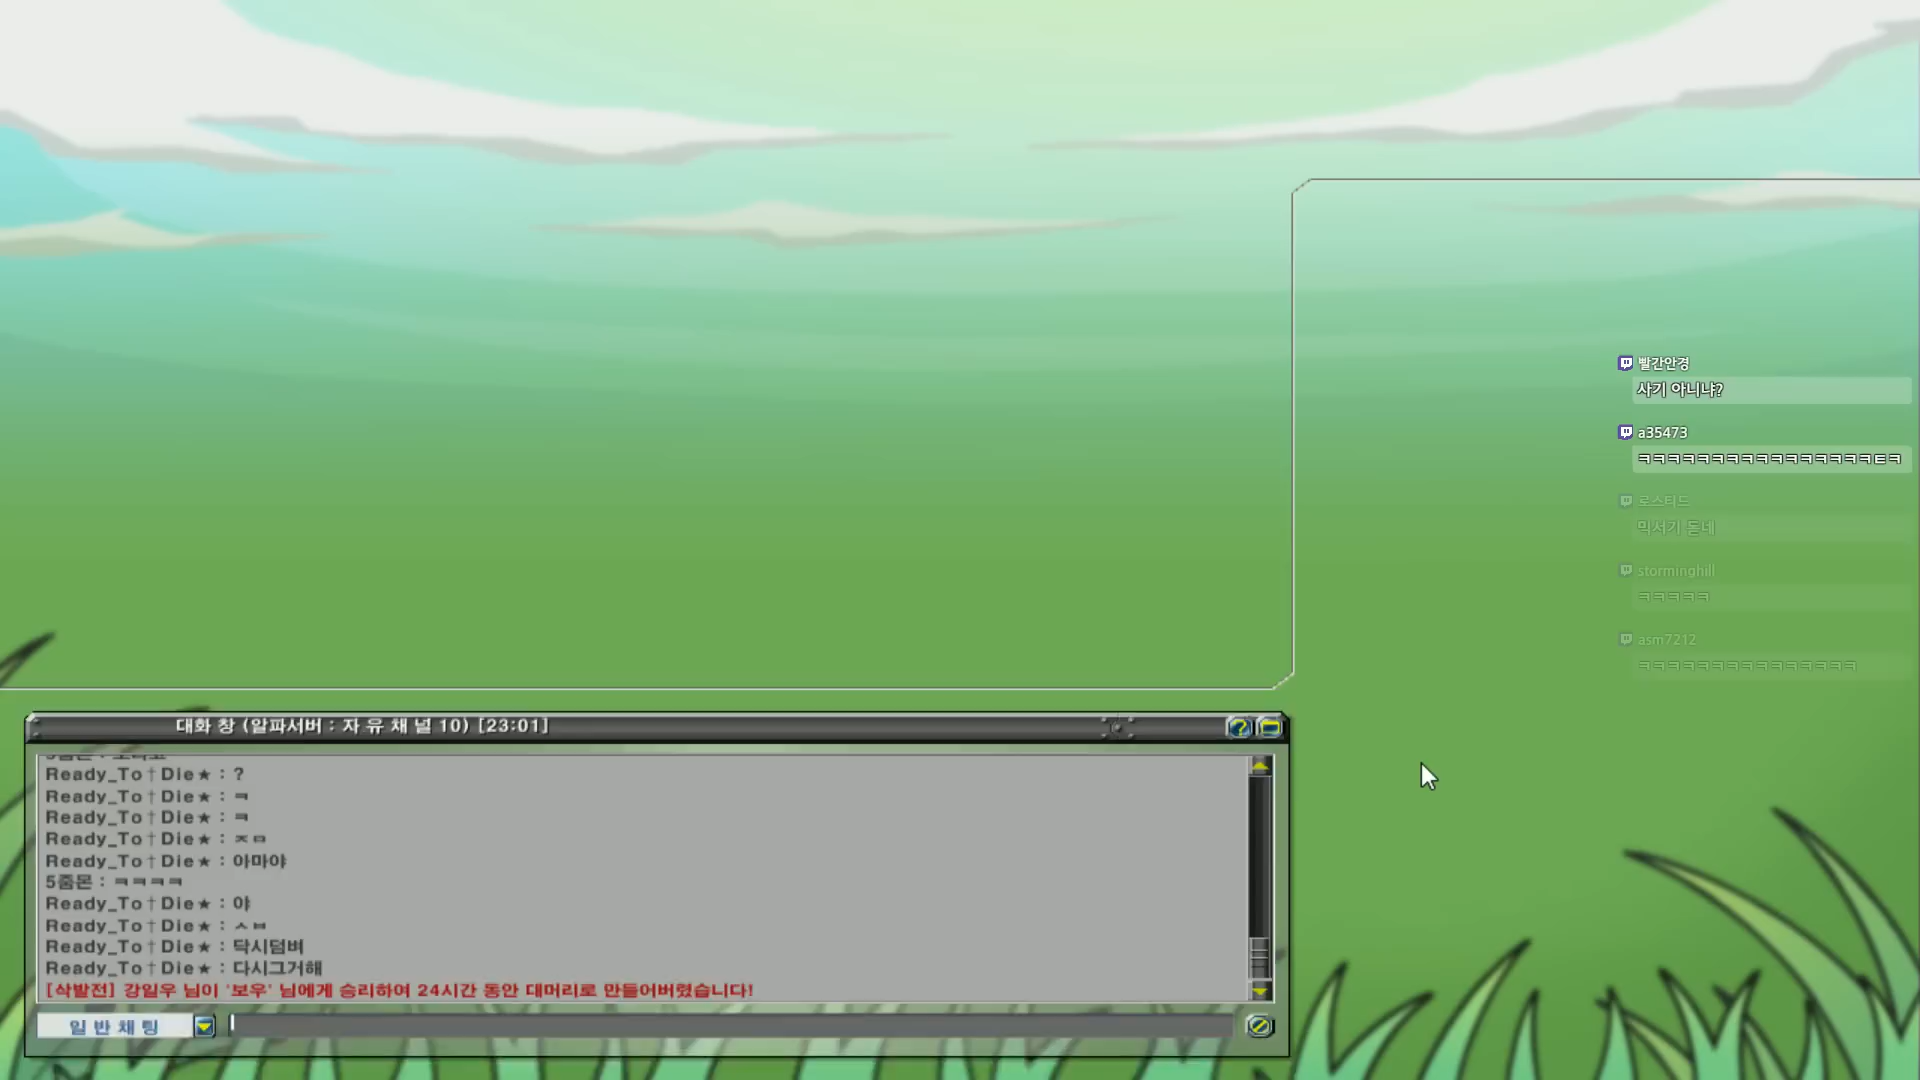 빨간안경
사기 아니냐?
a35473
ㅋㅋㅋㅋㅋㅋㅋㅋㅋㅋㅋㅋㅋㅋㅋㅋㅌㅋ
로스티드
믹서기 돋네
storminghill
ㅋㅋㅋㅋㅋ
asm7212
ㅋㅋㅋㅋㅋㅋㅋㅋㅋㅋㅋㅋㅋㅋㅋ
대화 창 (알파서버 : 자 유 채 널 10) [23:01]
Ready_To†Die★ : ?
Ready_To†Die★ : ㅋ
Ready_To†Die★ : ㅋ
Ready_To†Die★ : ㅈㅁ
Ready_To†Die★ : 아마야
5줌몬 : ㅋㅋㅋㅋ
Ready_To†Die★ : 야
Ready_To†Die★ : ㅅㅂ
Ready_To†Die★ : 닥시덤벼
Ready_To†Die★ : 다시그거해
[삭발전] 강일우 님이 '보우' 님에게 승리하여 24시간 동안 대머리로 만들어버렸습니다!
일 반 채 팅